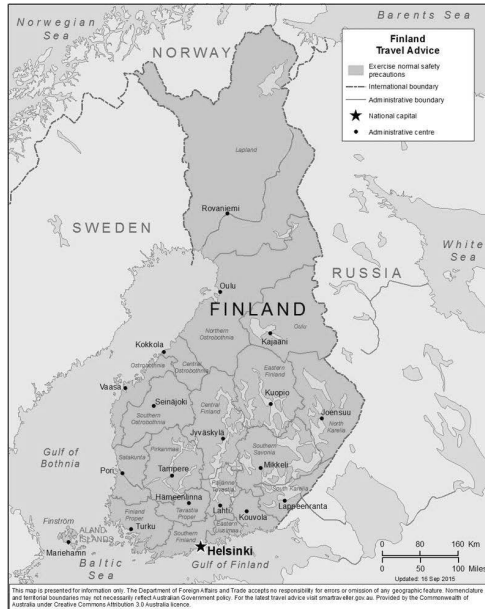 Norwegian
Sea
Barents Sea
NORWAY
Finland
Travel Advice
Exercise normal safety
precautions
International boundary
Administrative boundary
National capital
Administrative centre
Lapland
Rovaniemi
SWEDEN
White
Sea
RUSSIA
Oulu
FINLAND
Northern
Ostrobothnia
Oulu
Kajaani
Kokkola
Ostrobothnia
Central
Ostrobothnia
Eastern
Finland
Vaasa
Kuopio
Seinäjoki
Southern
Ostrobothnia
Central
Finland
Joensuu
North
Karelia
Jyväskylä
Gulf of
Bothnia
Pirkanmaa
Southern
Savonia
Satakunta
Pori
Tampere
Mikkeli
Päijänne
Tavastia
South Karelia
Hämeenlinna
Lappeenranta
Finström
ALAND
ISLANDS
Finland
Proper
Tavastia
Proper
Lahti
Kouvola
Turku
Eastern
Uusimaa
Mariehamn
Southern
Finland
Helsinki
Baltic
Sea
Gulf of Finland
0 80 160 Km
0 50 100 Miles
Updated: 16 Sep 2015
This map is presented for information only. The Department of Foreign Affairs and Trade accepts no responsibility for errors or omission of any geographic feature. Nomenclature
and territorial boundaries may not necessarily reflect Australian Government policy. For the latest travel advice visit smartraveller.gov.au. Provided by the Commonwealth of
Australia under Creative Commons Attribution 3.0 Australia licence.